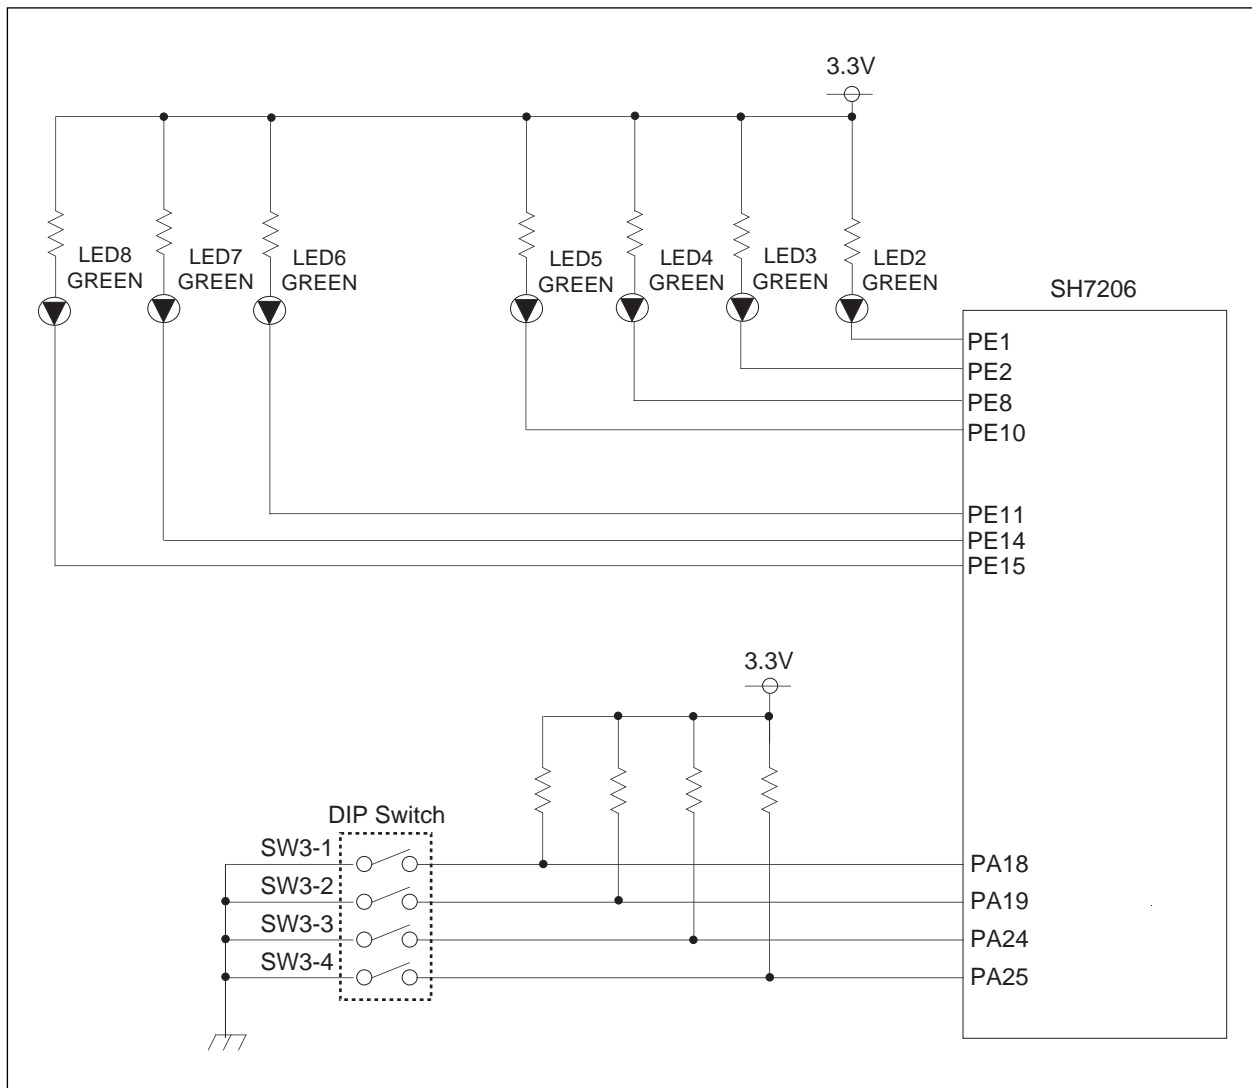 3.3V
LED8
GREEN
LED7
GREEN
LED6
GREEN
LED5
GREEN
LED4
GREEN
LED3
GREEN
LED2
GREEN
SH7206
PE1
PE2
PE8
PE10
PE11
PE14
PE15
3.3V
DIP Switch
SW3-1
SW3-2
SW3-3
SW3-4
PA18
PA19
PA24
PA25